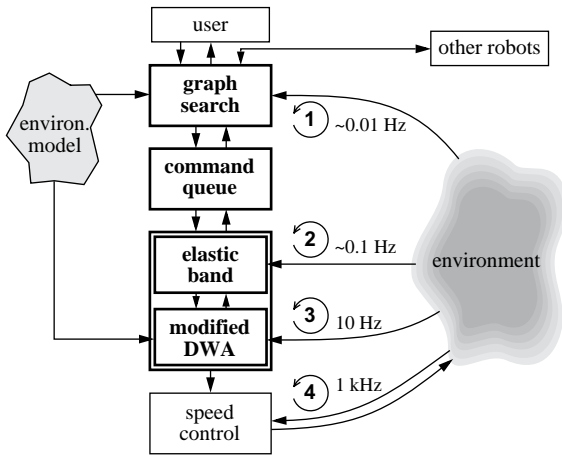 user
other robots
graph
search
environ.
model
1
~0.01 Hz
command
queue
2
~0.1 Hz
elastic
band
environment
3
10 Hz
modified
DWA
4
1 kHz
speed
control